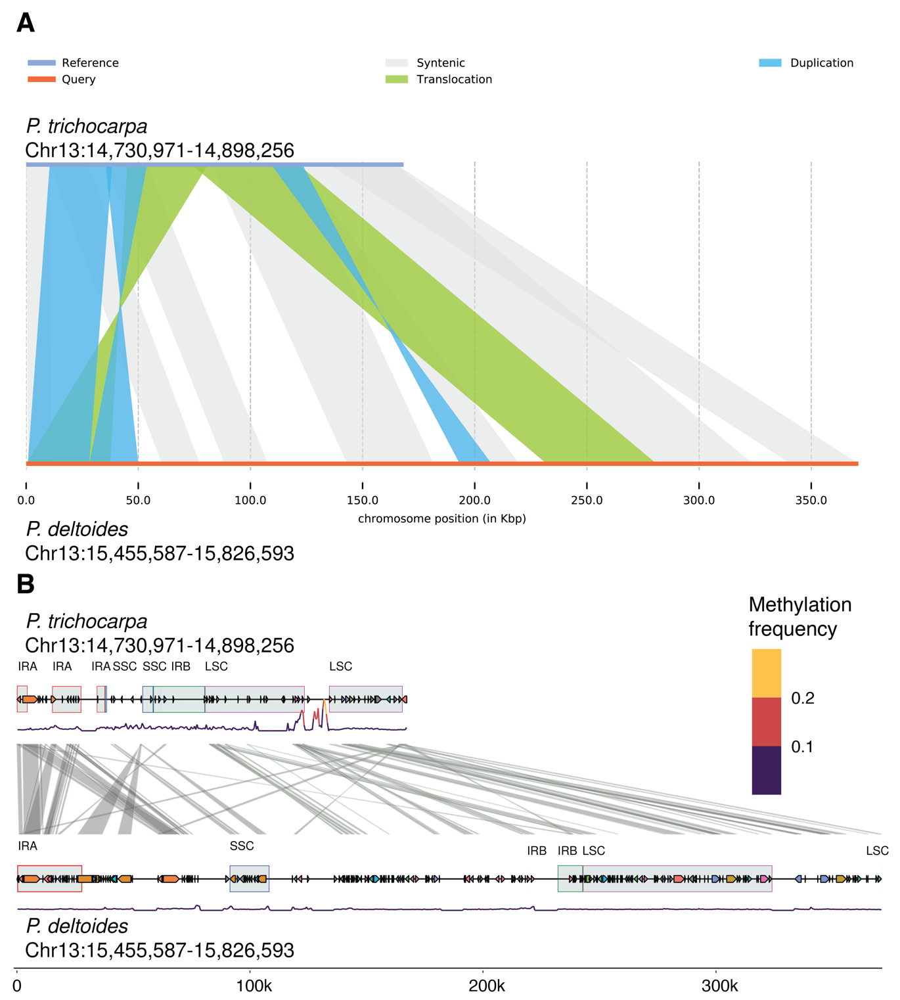 A
Reference
Syntenic
Duplication
Query
Translocation
P. trichocarpa
Chr13:14,730,971-14,898,256
0.0 50.0 100.0 150.0 200.0 250.0 300.0 350.0
chromosome position (in Kbp)
P. deltoides
Chr13:15,455,587-15,826,593
B
Methylation
frequency
0.2
0.1
P. trichocarpa
Chr13:14,730,971-14,898,256
IRA IRA IRA SSC SSC IRB LSC LSC
IRA SSC IRB IRB LSC LSC
P. deltoides
Chr13:15,455,587-15,826,593
0 100k 200k 300k